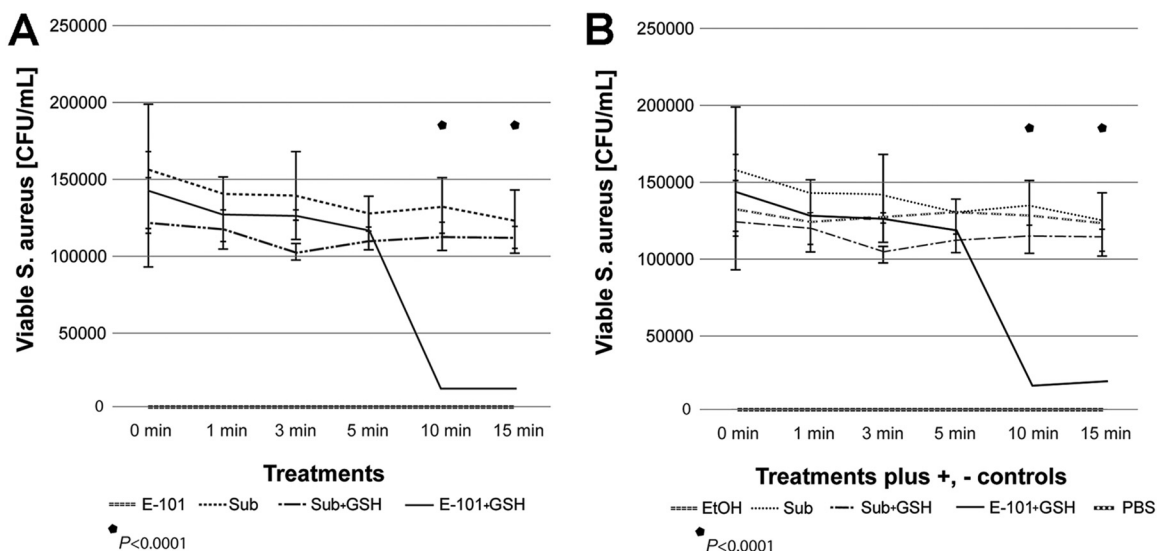 A
Viable S. aureus [CFU/mL]
250000
200000
150000
100000
50000
0
0 min 1 min 3 min 5 min 10 min 15 min
Treatments
E-101 Sub Sub+GSH E-101+GSH
P<0.0001
B
Viable S. aureus [CFU/mL]
250000
200000
150000
100000
50000
0
0 min 1 min 3 min 5 min 10 min 15 min
Treatments plus +, - controls
EtOH Sub Sub+GSH E-101+GSH PBS
P<0.0001